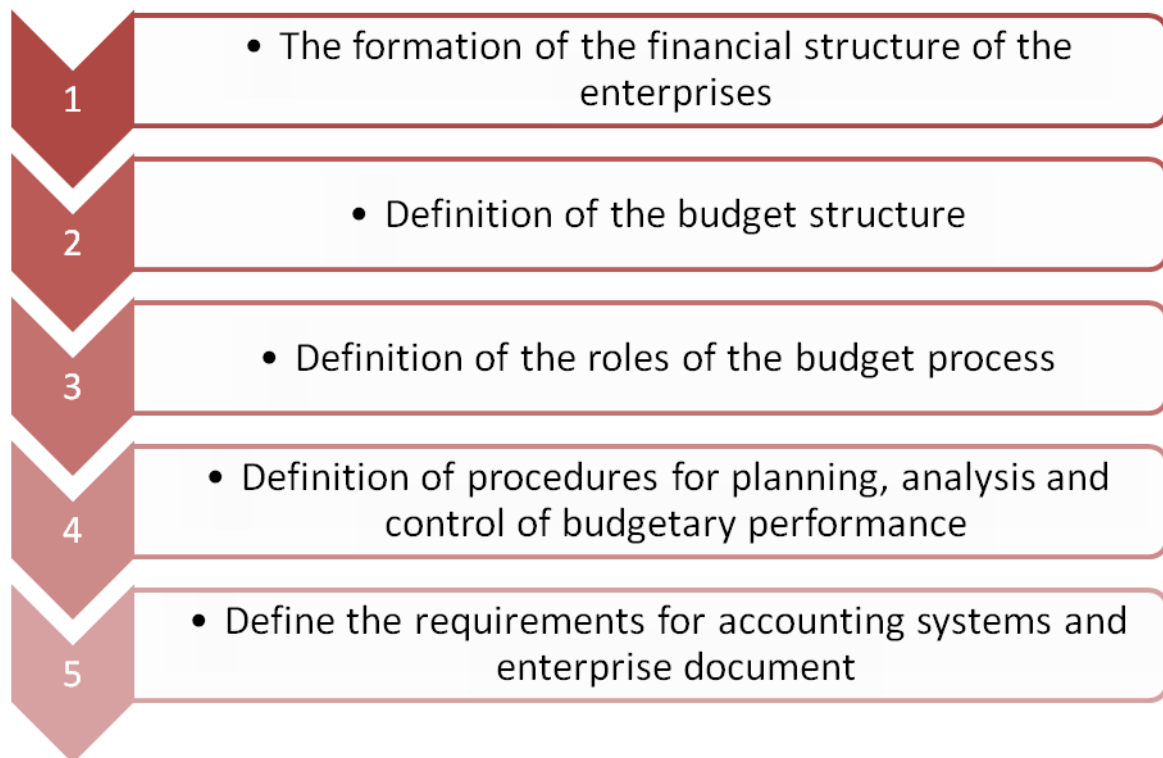 1
• The formation of the financial structure of the
enterprises
2
• Definition of the budget structure
3
• Definition of the roles of the budget process
4
• Definition of procedures for planning, analysis and
control of budgetary performance
5
• Define the requirements for accounting systems and
enterprise document